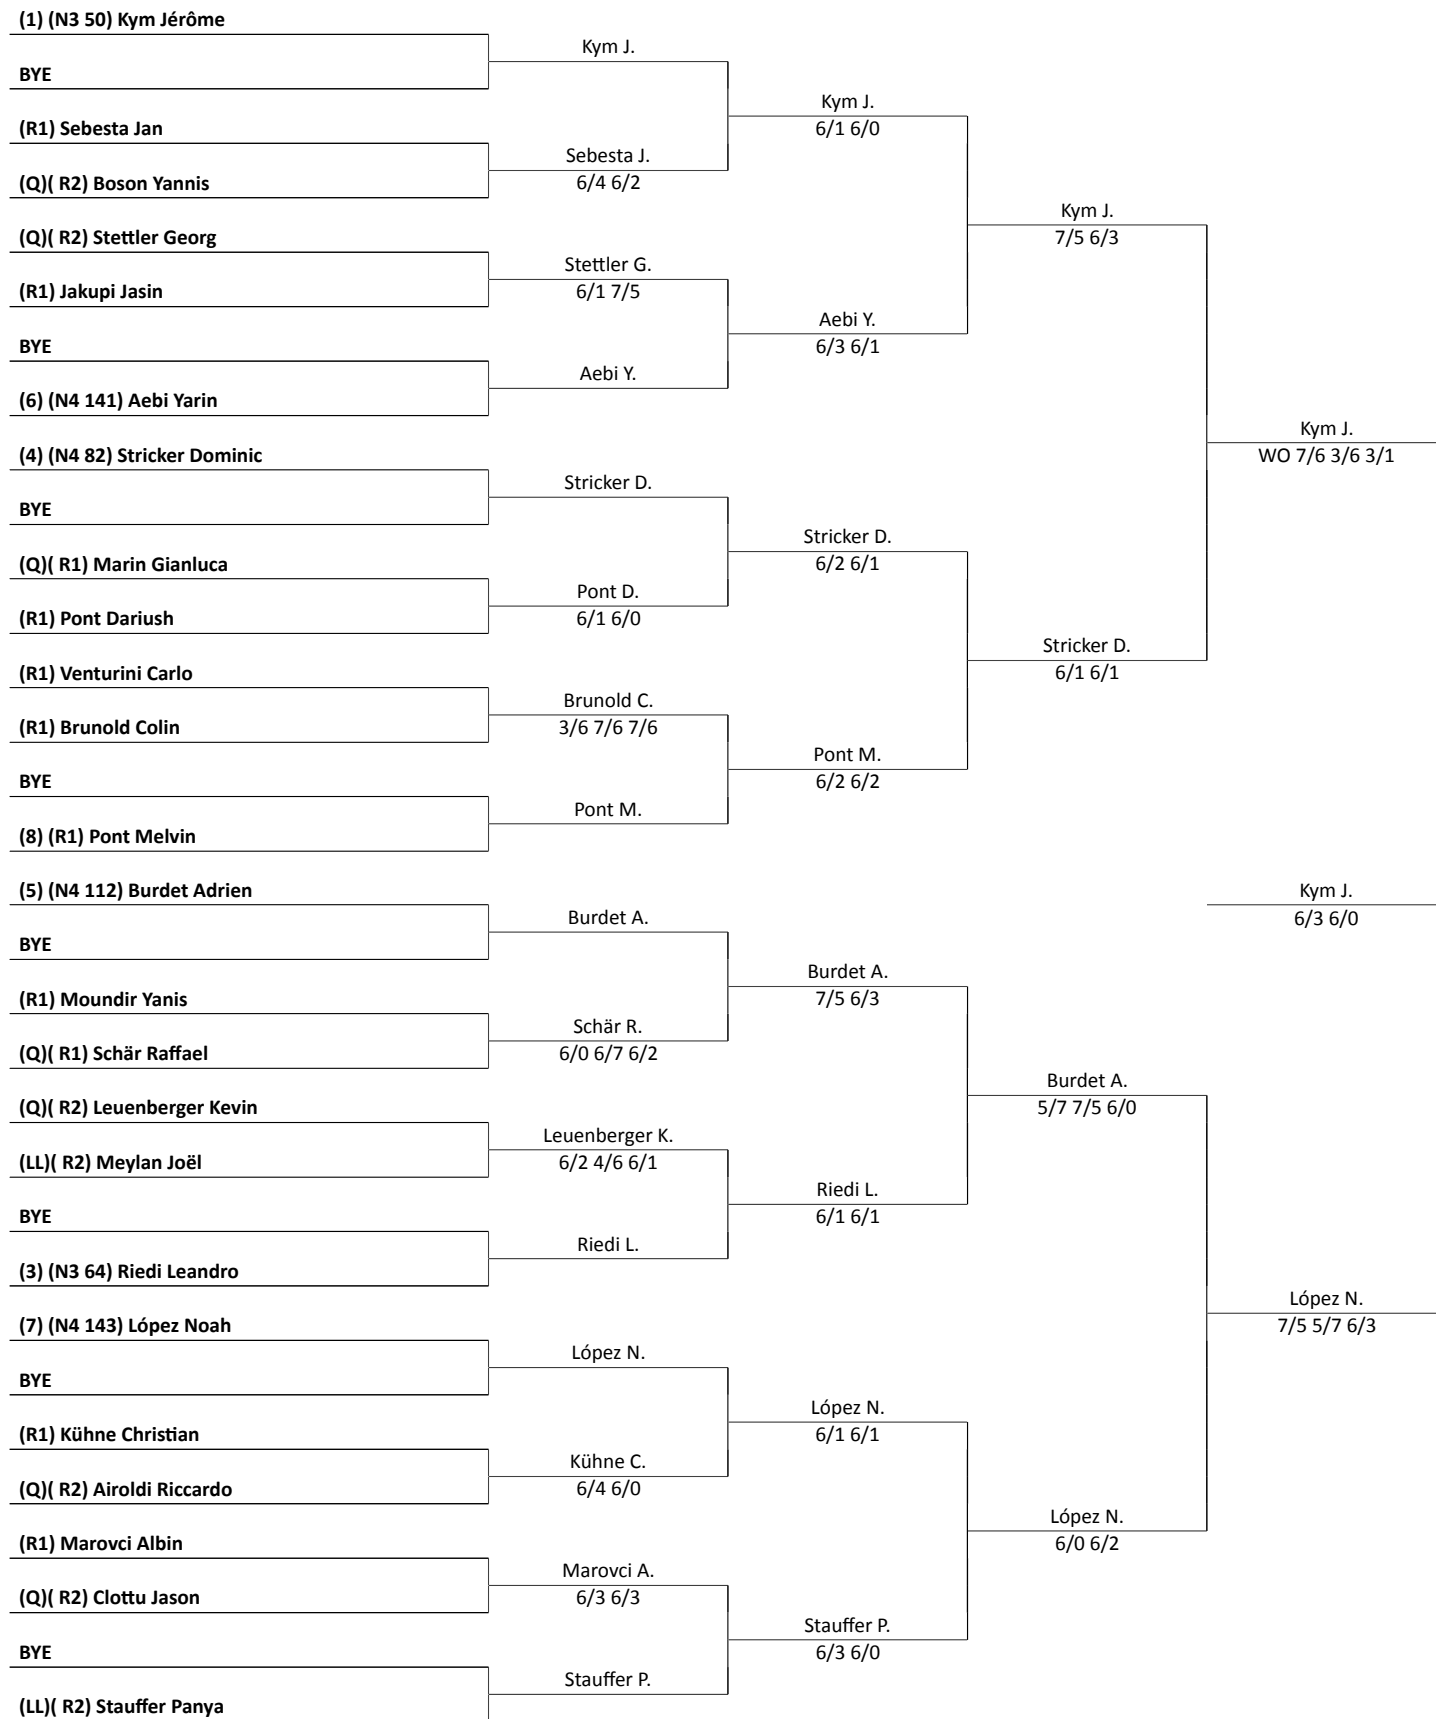 (1) (N3 50) Kym Jérôme
Kym J.
BYE
Kym J.
6/1 6/0
(R1) Sebesta Jan
Sebesta J.
6/4 6/2
(Q)( R2) Boson Yannis
Kym J.
7/5 6/3
(Q)( R2) Stettler Georg
Stettler G.
6/1 7/5
(R1) Jakupi Jasin
Aebi Y.
6/3 6/1
BYE
Aebi Y.
(6) (N4 141) Aebi Yarin
Kym J.
WO 7/6 3/6 3/1
(4) (N4 82) Stricker Dominic
Stricker D.
BYE
Stricker D.
6/2 6/1
(Q)( R1) Marin Gianluca
Pont D.
6/1 6/0
(R1) Pont Dariush
Stricker D.
6/1 6/1
(R1) Venturini Carlo
Brunold C.
3/6 7/6 7/6
(R1) Brunold Colin
Pont M.
6/2 6/2
BYE
Pont M.
(8) (R1) Pont Melvin
(5) (N4 112) Burdet Adrien
Kym J.
6/3 6/0
Burdet A.
BYE
Burdet A.
7/5 6/3
(R1) Moundir Yanis
Schär R.
6/0 6/7 6/2
(Q)( R1) Schär Raffael
Burdet A.
5/7 7/5 6/0
(Q)( R2) Leuenberger Kevin
Leuenberger K.
6/2 4/6 6/1
(LL)( R2) Meylan Joël
Riedi L.
6/1 6/1
BYE
Riedi L.
(3) (N3 64) Riedi Leandro
López N.
7/5 5/7 6/3
(7) (N4 143) López Noah
López N.
BYE
López N.
6/1 6/1
(R1) Kühne Christian
Kühne C.
6/4 6/0
(Q)( R2) Airoldi Riccardo
López N.
6/0 6/2
(R1) Marovci Albin
Marovci A.
6/3 6/3
(Q)( R2) Clottu Jason
Stauffer P.
6/3 6/0
BYE
Stauffer P.
(LL)( R2) Stauffer Panya